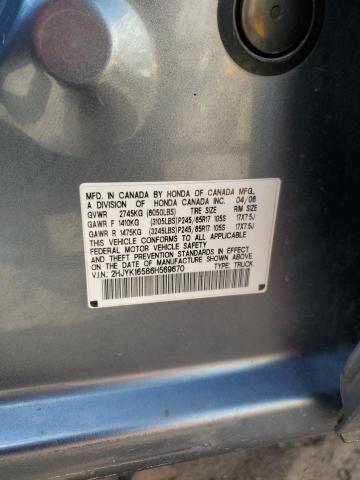 MFD. IN CANADA BY HONDA OF CANADA MFG.,
A DIVISION OF HONDA CANADA INC. 04/06
GVWR 2745KG (6050LBS) TIRE SIZE RIM SIZE
GAWR F 1410KG (3105LBS)P245/65R17 105S 17X7.5J
GAWR R 1475KG (3245LBS)P245/65R17 105S 17X7.5J
THIS VEHICLE CONFORMS TO ALL APPLICABLE
FEDERAL MOTOR VEHICLE SAFETY
AND THEFT PREVENTION STANDARDS IN EFFECT
ON THE DATE OF MANUFACTURE SHOWN ABOVE.
V.I.N.: 2HJYK16586H569670 TYPE: TRUCK